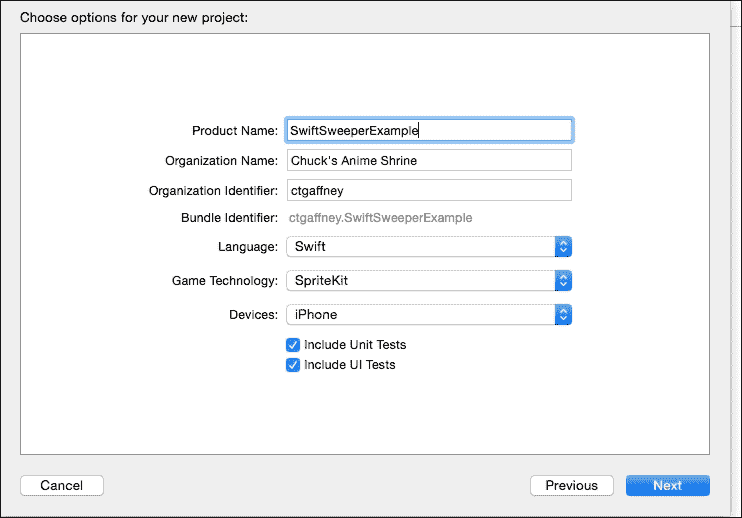 Choose options for your new project:
Product Name: SwiftSweeperExample
Organization Name: Chuck's Anime Shrine
Organization Identifier: ctgaffney
Bundle Identifier: ctgaffney.SwiftSweeperExample
Language: Swift
Game Technology: SpriteKit
Devices: iPhone
Include Unit Tests
Include UI Tests
Cancel Previous Next